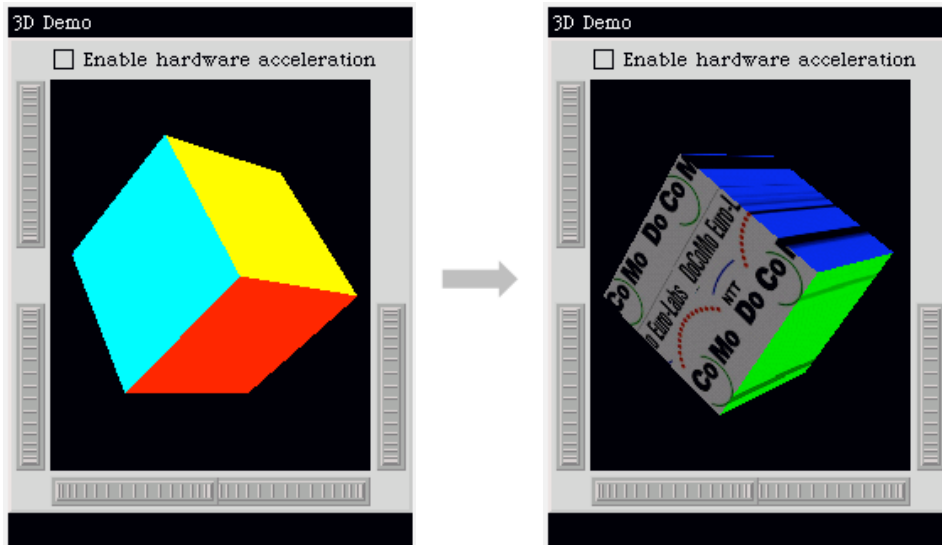 3D Demo
Enable hardware acceleration
3D Demo
Enable hardware acceleration
Do Co M
Co Mo
DoCoMo Euro-L
Euro-Labs
NTT
Do Co
Co Mo